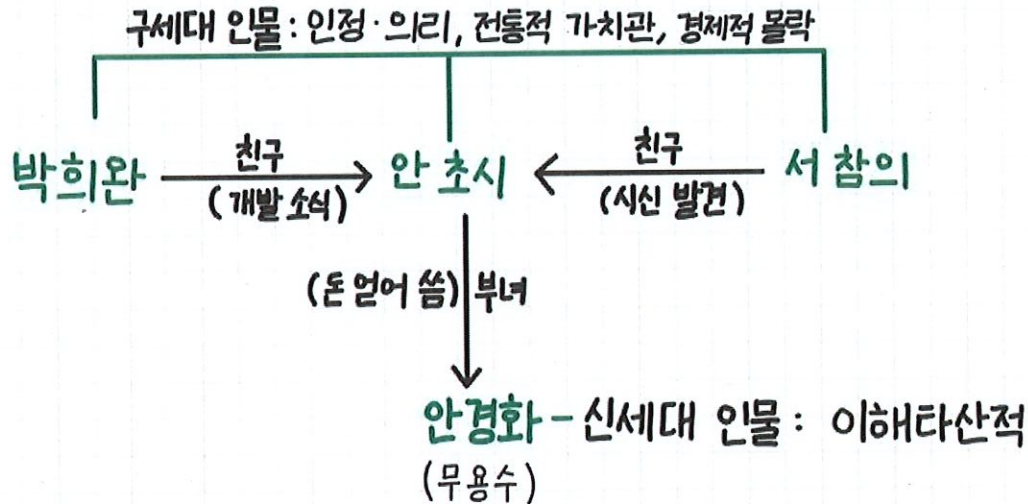 구세대 인물 : 인정·의리, 전통적 가치관, 경제적 몰락
박희완 친구 안 초시 친구 서 참의
(개발 소식) (시신 발견)
(돈 얻어 씀) 부녀
안경화 - 신세대 인물 : 이해타산적
(무용수)